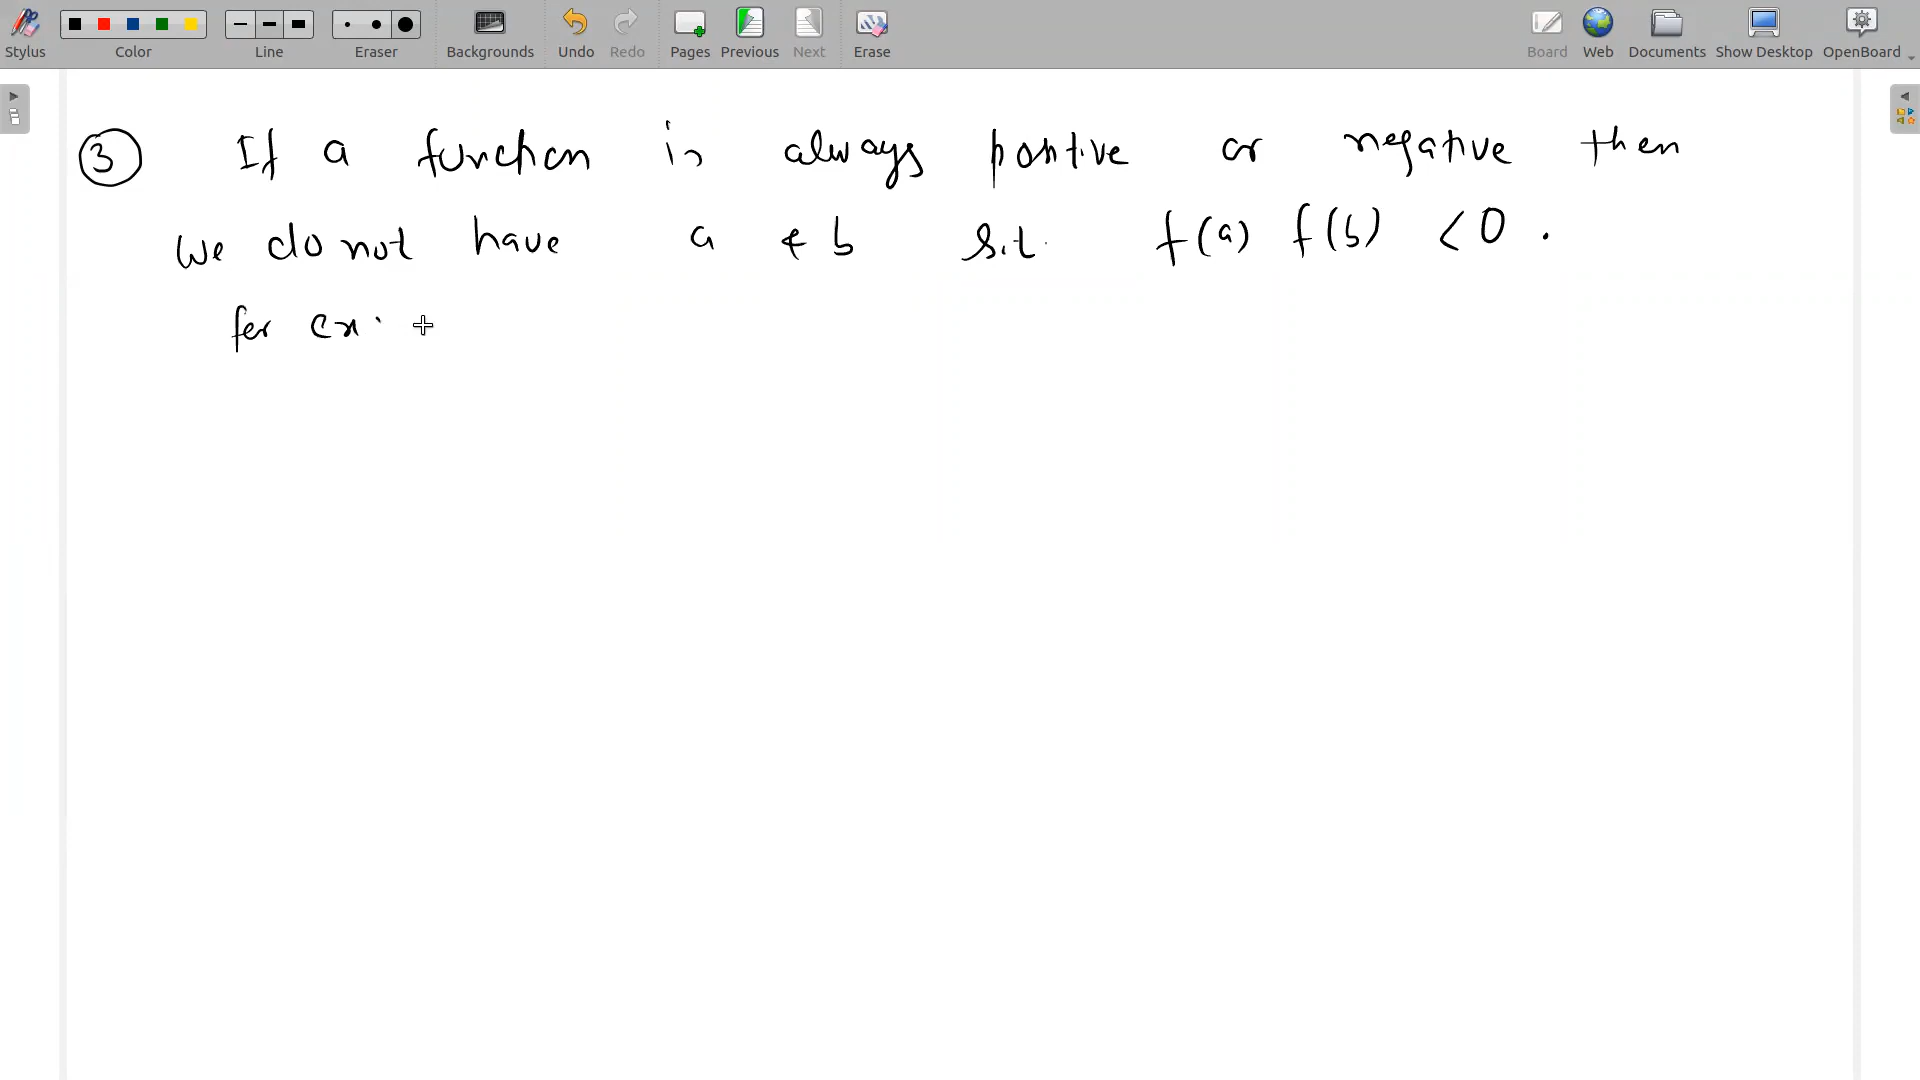 Stylus Color Line Eraser Backgrounds Undo Redo Pages Previous Next Erase Board Web Documents Show Desktop OpenBoard
③ If a function is always positive or negative then
we do not have a & b s.t. f(a) f(b) < 0 .
for ex.